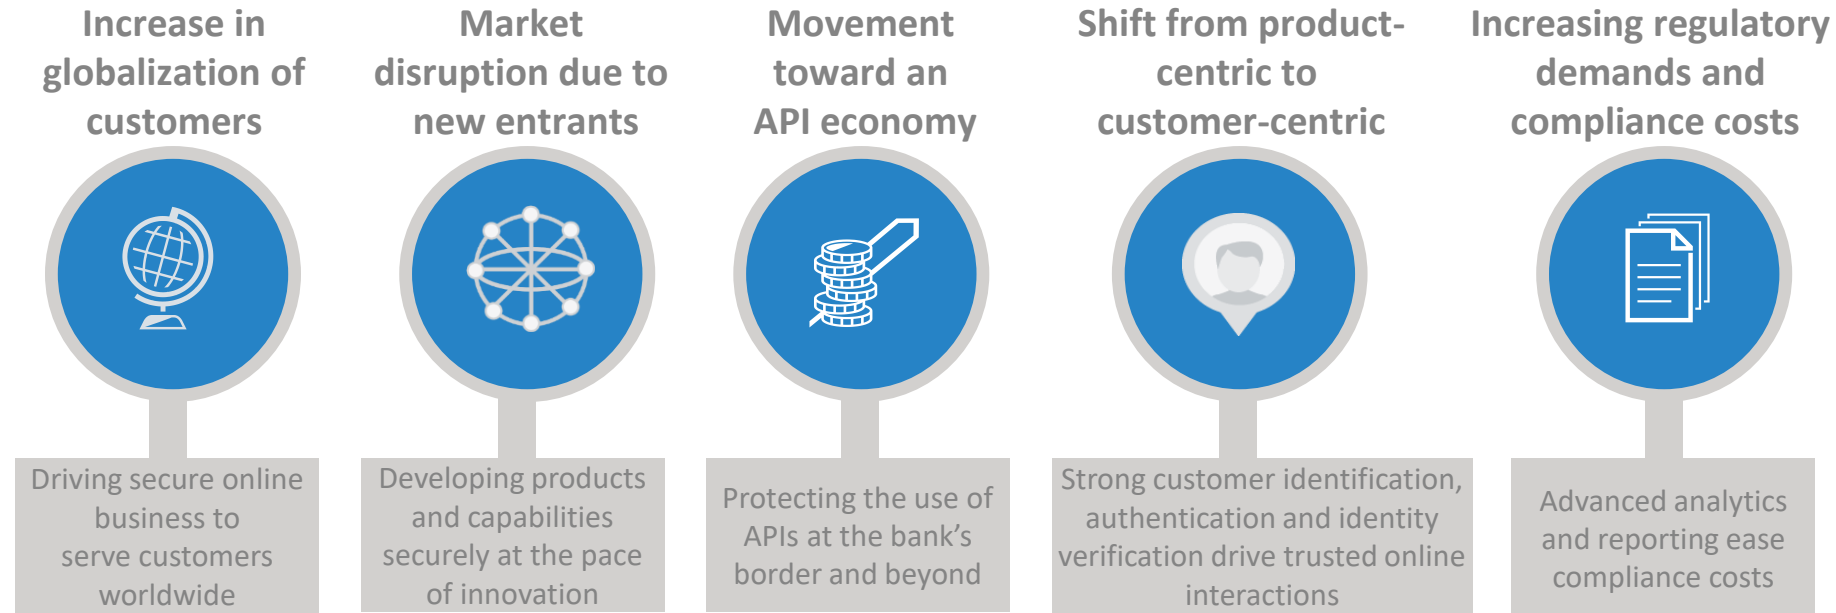 Increase in
globalization of
customers
Market
disruption due to
new entrants
Movement
toward an
API economy
Shift from product-
centric to
customer-centric
Increasing regulatory
demands and
compliance costs
Driving secure online
business to
serve customers
worldwide
Developing products
and capabilities
securely at the pace
of innovation
Protecting the use of
APIs at the bank’s
border and beyond
Strong customer identification,
authentication and identity
verification drive trusted online
interactions
Advanced analytics
and reporting ease
compliance costs